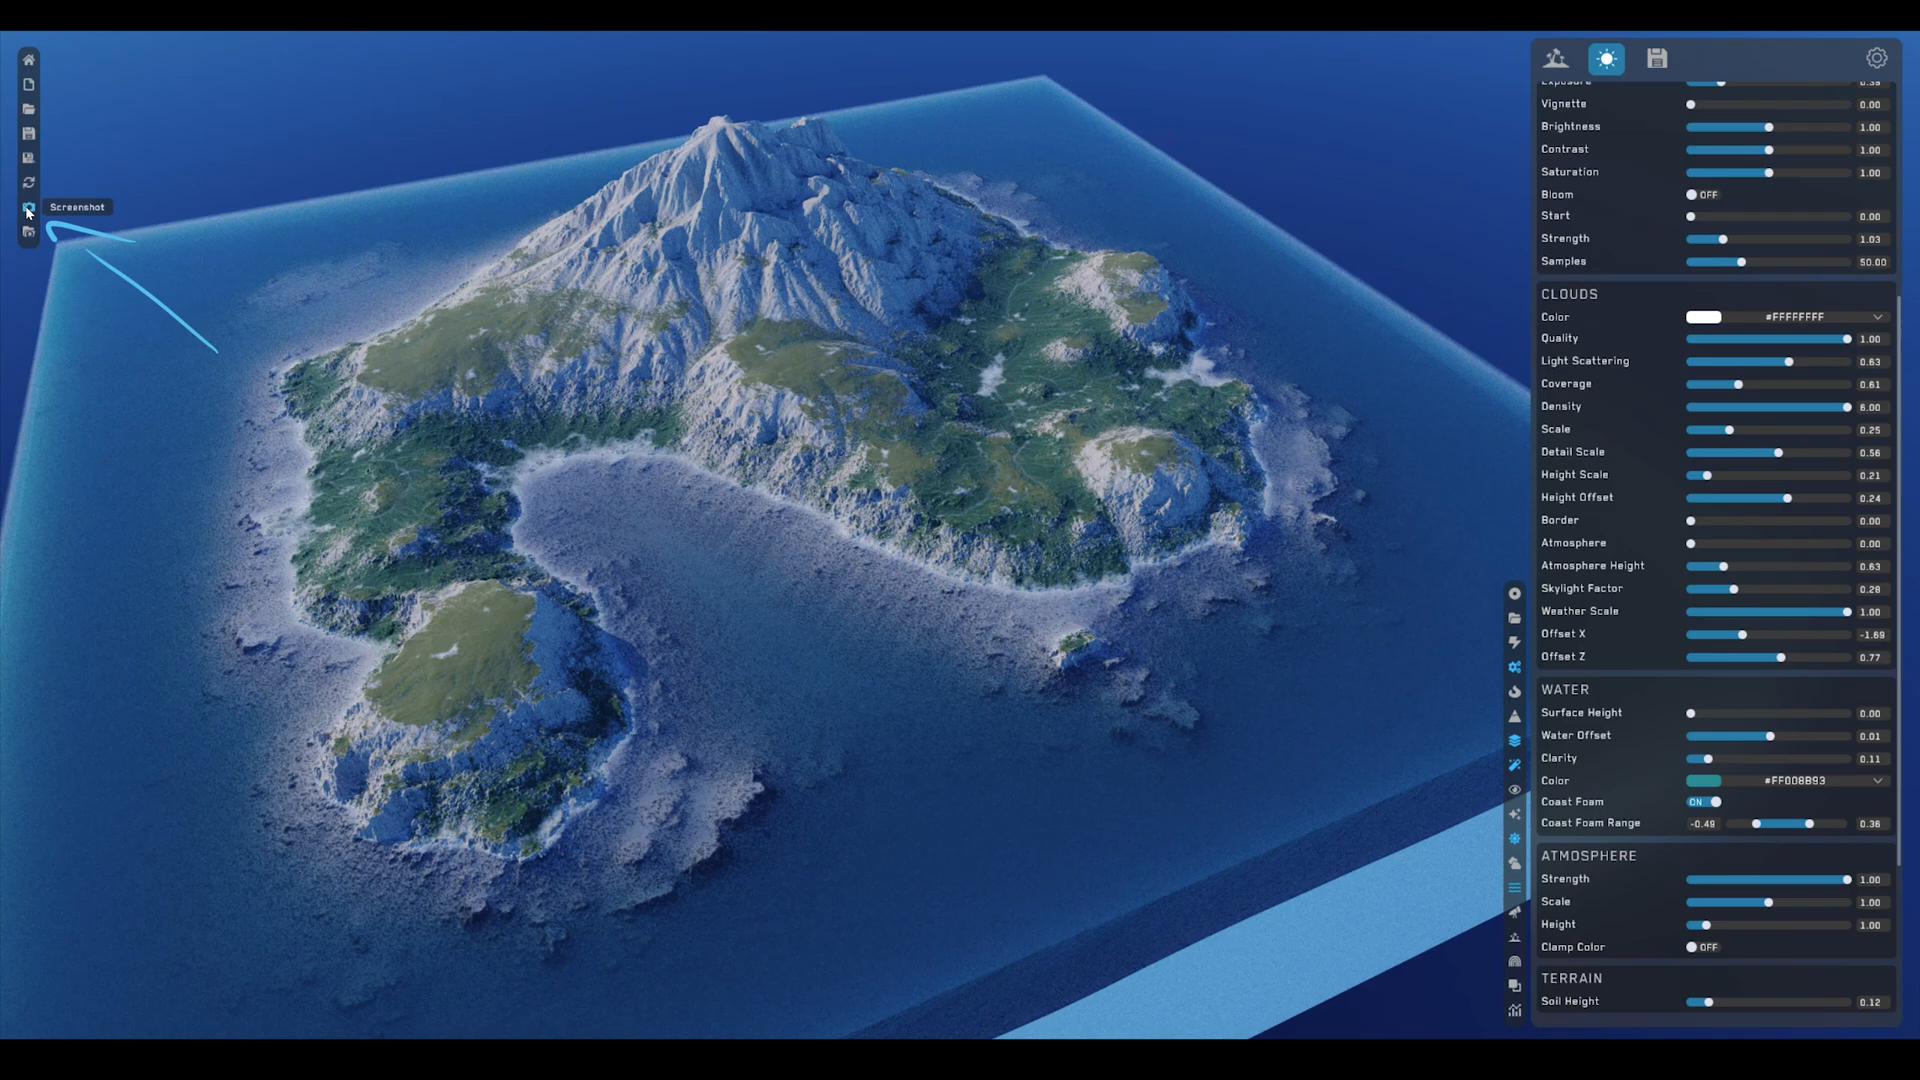 Screenshot
Exposure 0.39
Vignette 0.00
Brightness 1.00
Contrast 1.00
Saturation 1.00
Bloom OFF
Start 0.00
Strength 1.03
Samples 50.00
CLOUDS
Color #FFFFFFFF
Quality 1.00
Light Scattering 0.63
Coverage 0.61
Density 6.00
Scale 0.25
Detail Scale 0.56
Height Scale 0.21
Height Offset 0.24
Border 0.00
Atmosphere 0.00
Atmosphere Height 0.63
Skylight Factor 0.28
Weather Scale 1.00
Offset X -1.69
Offset Z 0.77
WATER
Surface Height 0.00
Water Offset 0.01
Clarity 0.11
Color #FF008B93
Coast Foam ON
Coast Foam Range -0.49 0.36
ATMOSPHERE
Strength 1.00
Scale 1.00
Height 1.00
Clamp Color OFF
TERRAIN
Soil Height 0.12